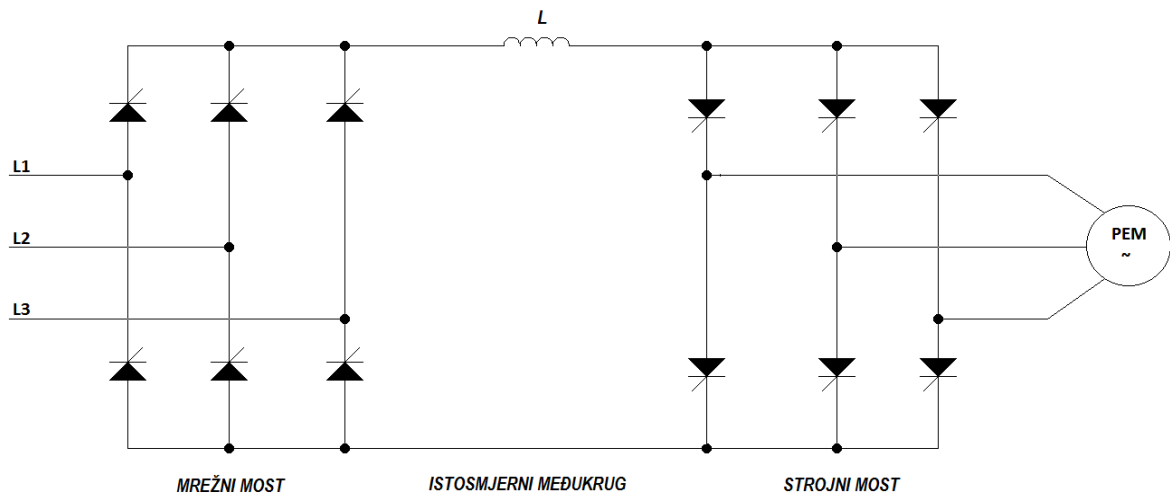 L
L1
L2
L3
PEM
~
MREŽNI MOST
ISTOSMJERNI MEĐUKRUG
STROJNI MOST